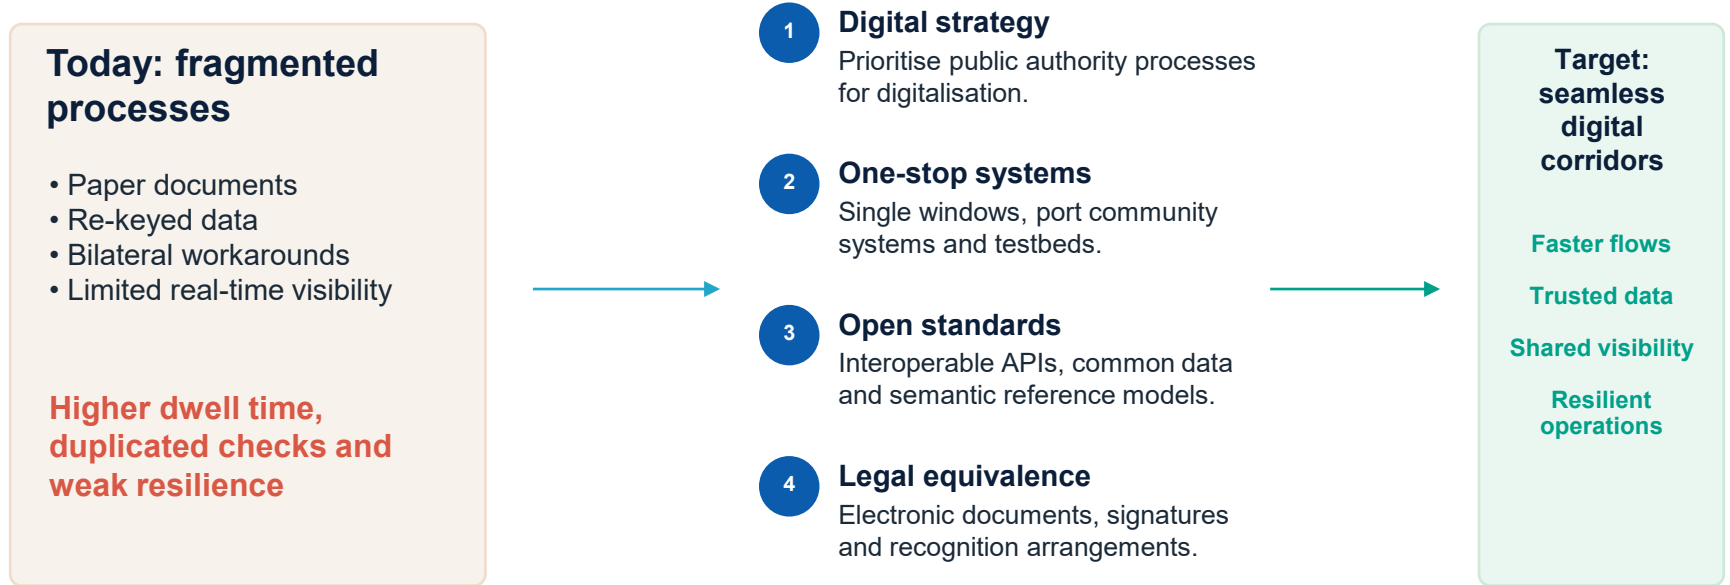 Today: fragmented
processes
• Paper documents
• Re-keyed data
• Bilateral workarounds
• Limited real-time visibility
Higher dwell time,
duplicated checks and
weak resilience
1
Digital strategy
Prioritise public authority processes
for digitalisation.
2
One-stop systems
Single windows, port community
systems and testbeds.
3
Open standards
Interoperable APIs, common data
and semantic reference models.
4
Legal equivalence
Electronic documents, signatures
and recognition arrangements.
Target:
seamless
digital
corridors
Faster flows
Trusted data
Shared visibility
Resilient
operations